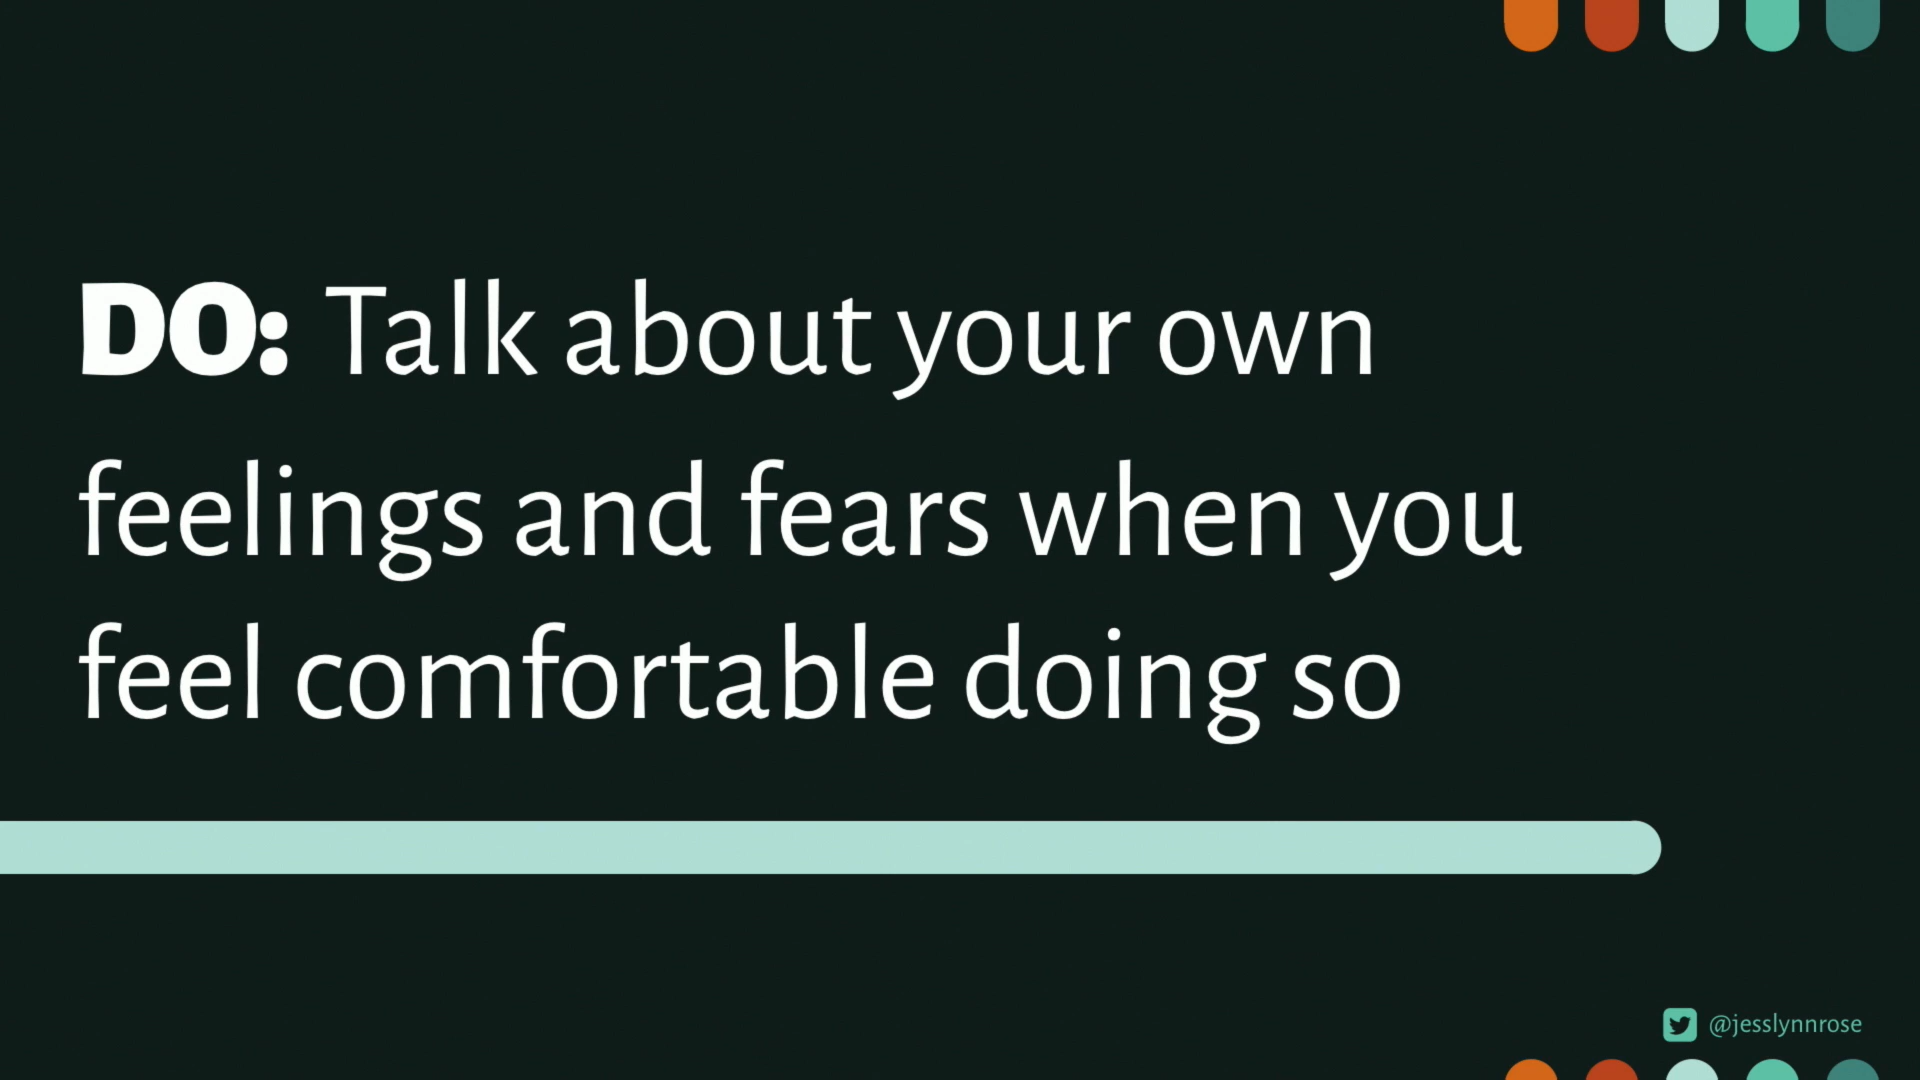 DO: Talk about your own
feelings and fears when you
feel comfortable doing so
@jesslynnrose